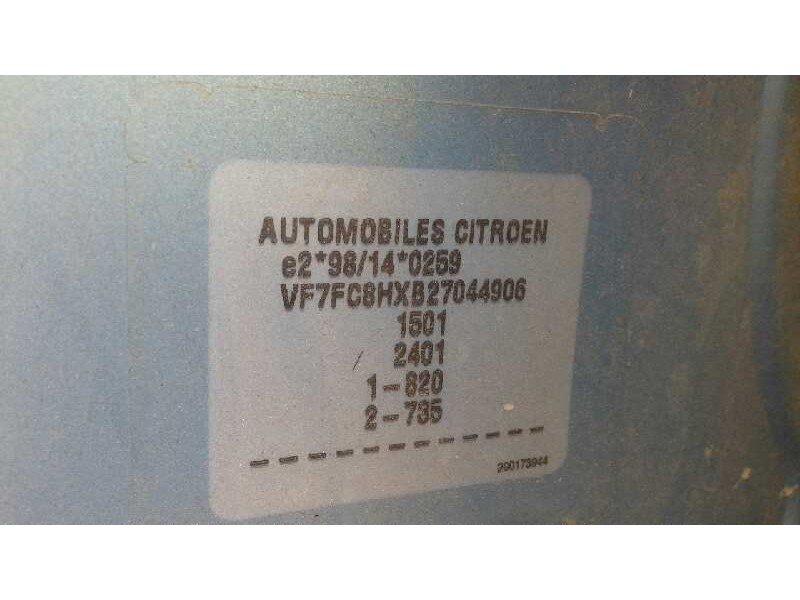 AUTOMOBILES CITROEN
e2*98/14*0259
VF7FC8HXB27044906
1501
2401
1-820
2-735
290173944